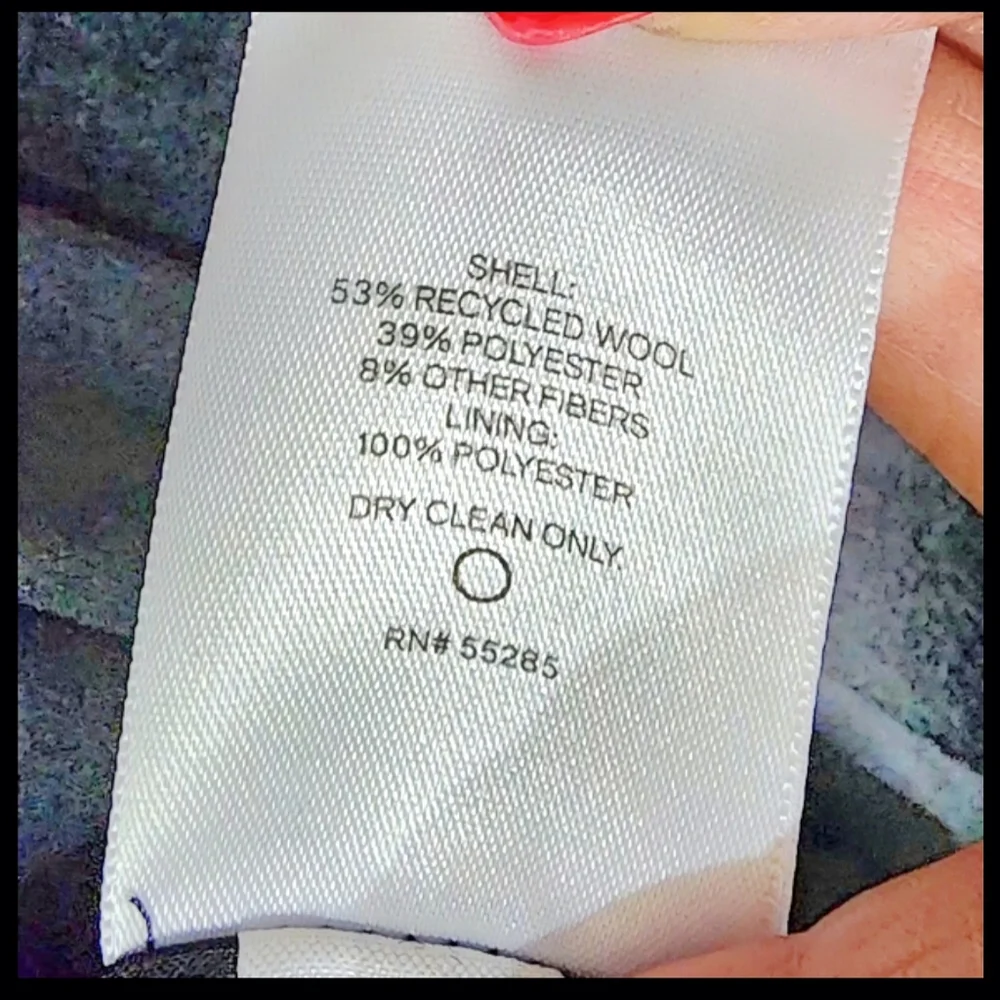 SHELL:
53% RECYCLED WOOL
39% POLYESTER
8% OTHER FIBERS
LINING:
100% POLYESTER
DRY CLEAN ONLY.
RN# 55285